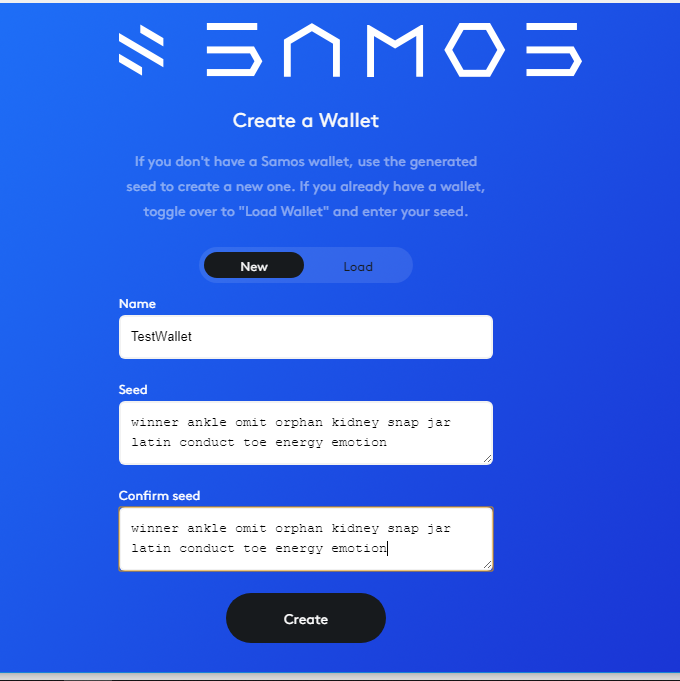 SAMOS
Create a Wallet
If you don't have a Samos wallet, use the generated
seed to create a new one. If you already have a wallet,
toggle over to "Load Wallet" and enter your seed.
New Load
Name
TestWallet
Seed
winner ankle omit orphan kidney snap jar
latin conduct toe energy emotion
Confirm seed
winner ankle omit orphan kidney snap jar
latin conduct toe energy emotion
Create